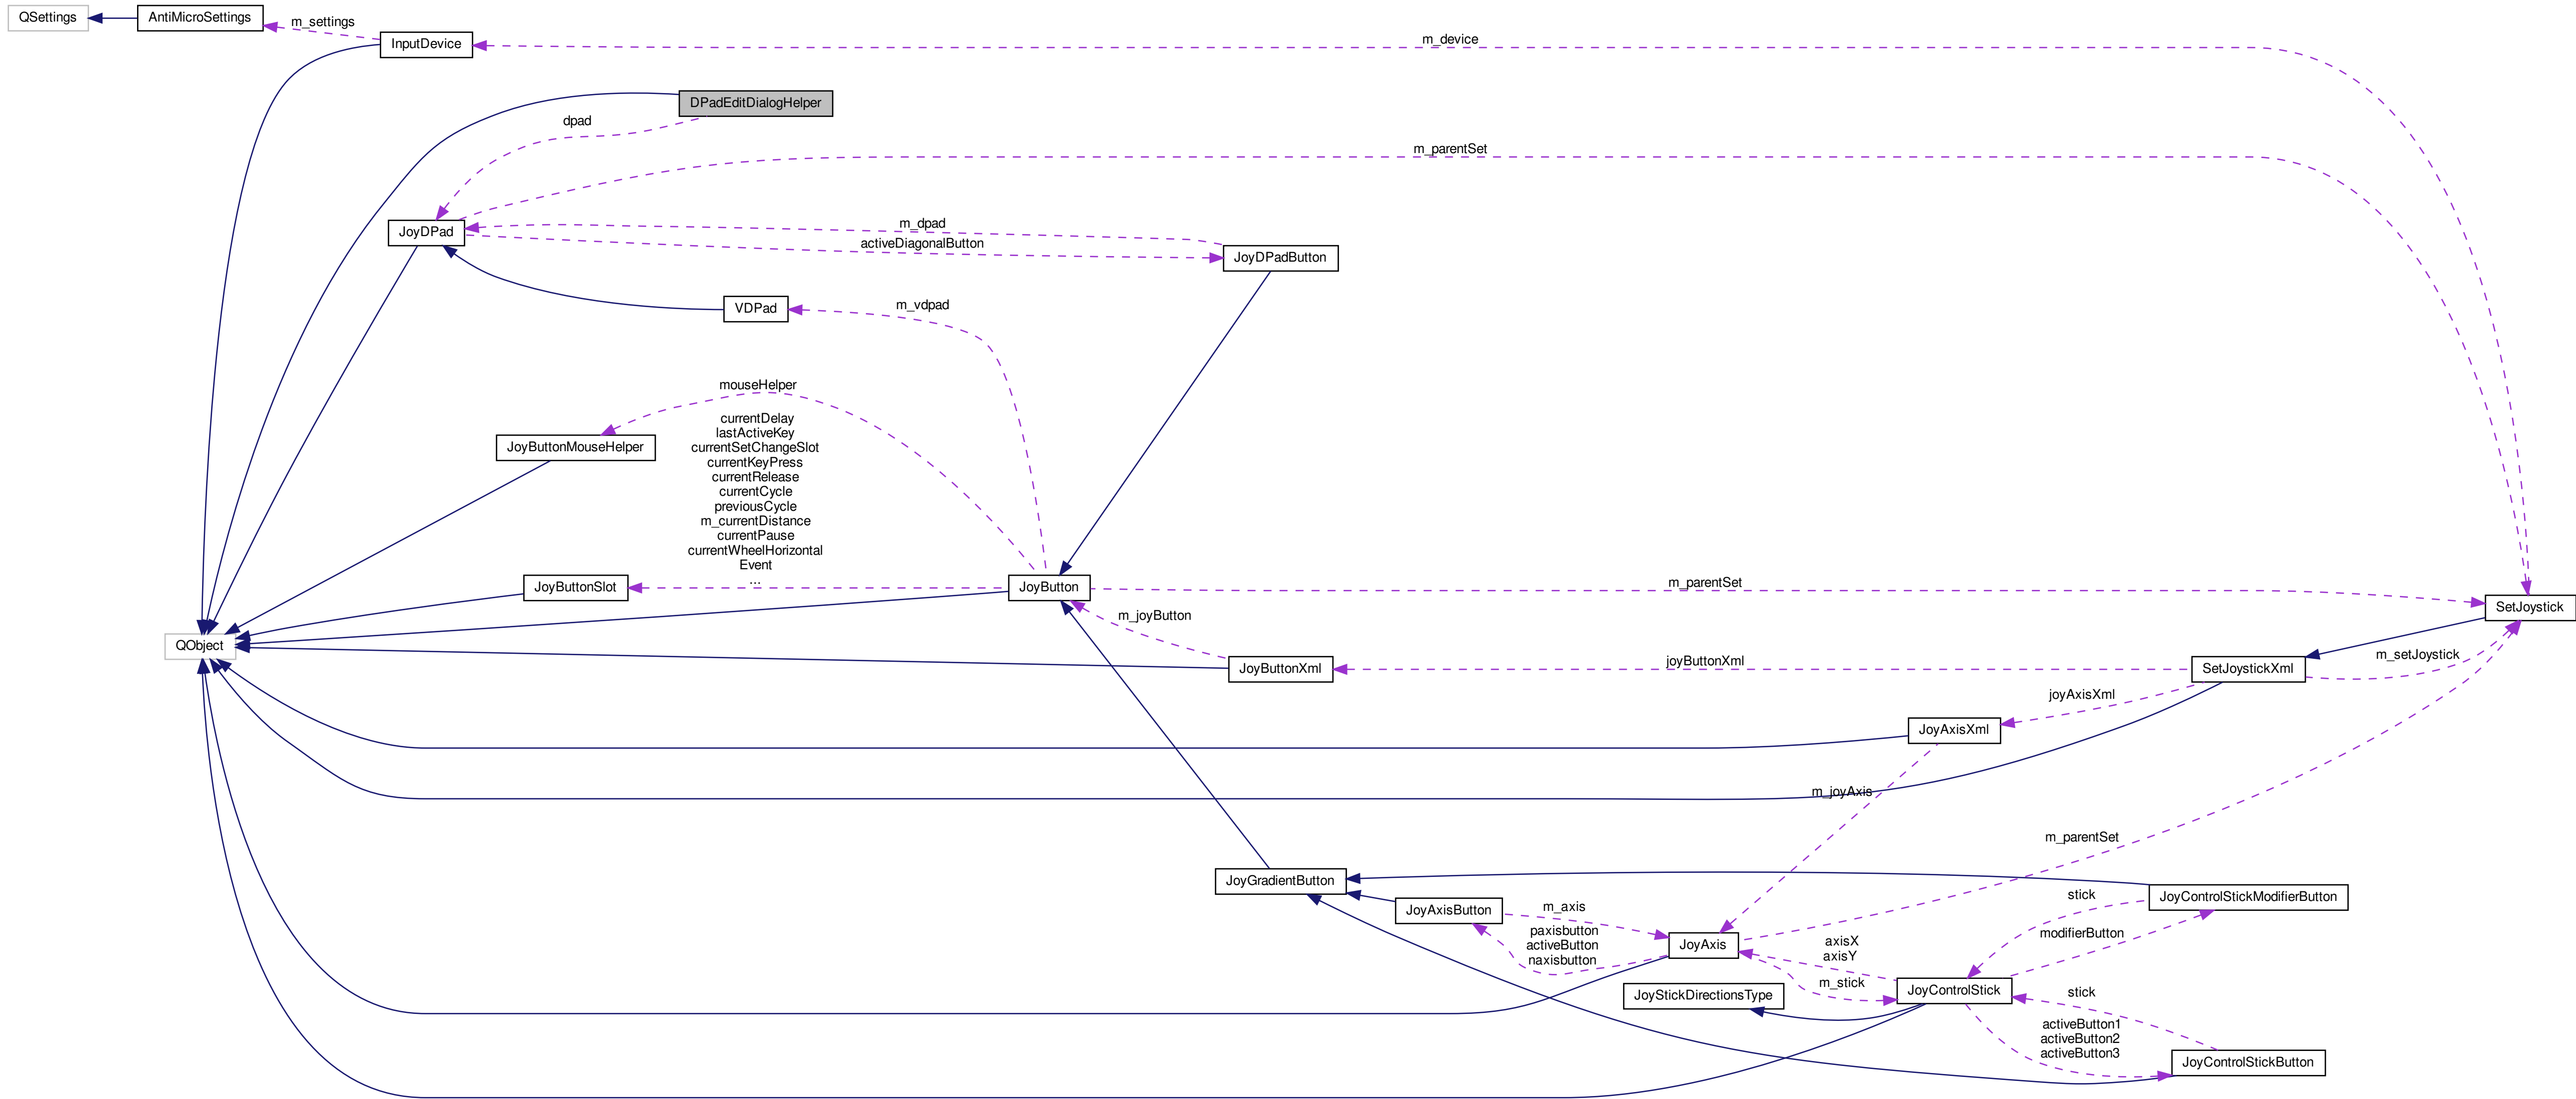 QSettings
AntiMicroSettings
m_settings
InputDevice
m_device
DPadEditDialogHelper
dpad
m_parentSet
JoyDPad
m_dpad
activeDiagonalButton
JoyDPadButton
VDPad
m_vdpad
mouseHelper
JoyButtonMouseHelper
currentDelay
lastActiveKey
currentSetChangeSlot
currentKeyPress
currentRelease
currentCycle
previousCycle
m_currentDistance
currentPause
currentWheelHorizontal
Event
...
JoyButtonSlot
JoyButton
m_parentSet
SetJoystick
QObject
m_joyButton
JoyButtonXml
joyButtonXml
SetJoystickXml
m_setJoystick
joyAxisXml
JoyAxisXml
m_joyAxis
m_parentSet
JoyGradientButton
JoyAxisButton
m_axis
paxisbutton
activeButton
naxisbutton
JoyAxis
axisX
axisY
m_stick
stick
modifierButton
JoyControlStickModifierButton
JoyStickDirectionsType
JoyControlStick
stick
activeButton1
activeButton2
activeButton3
JoyControlStickButton